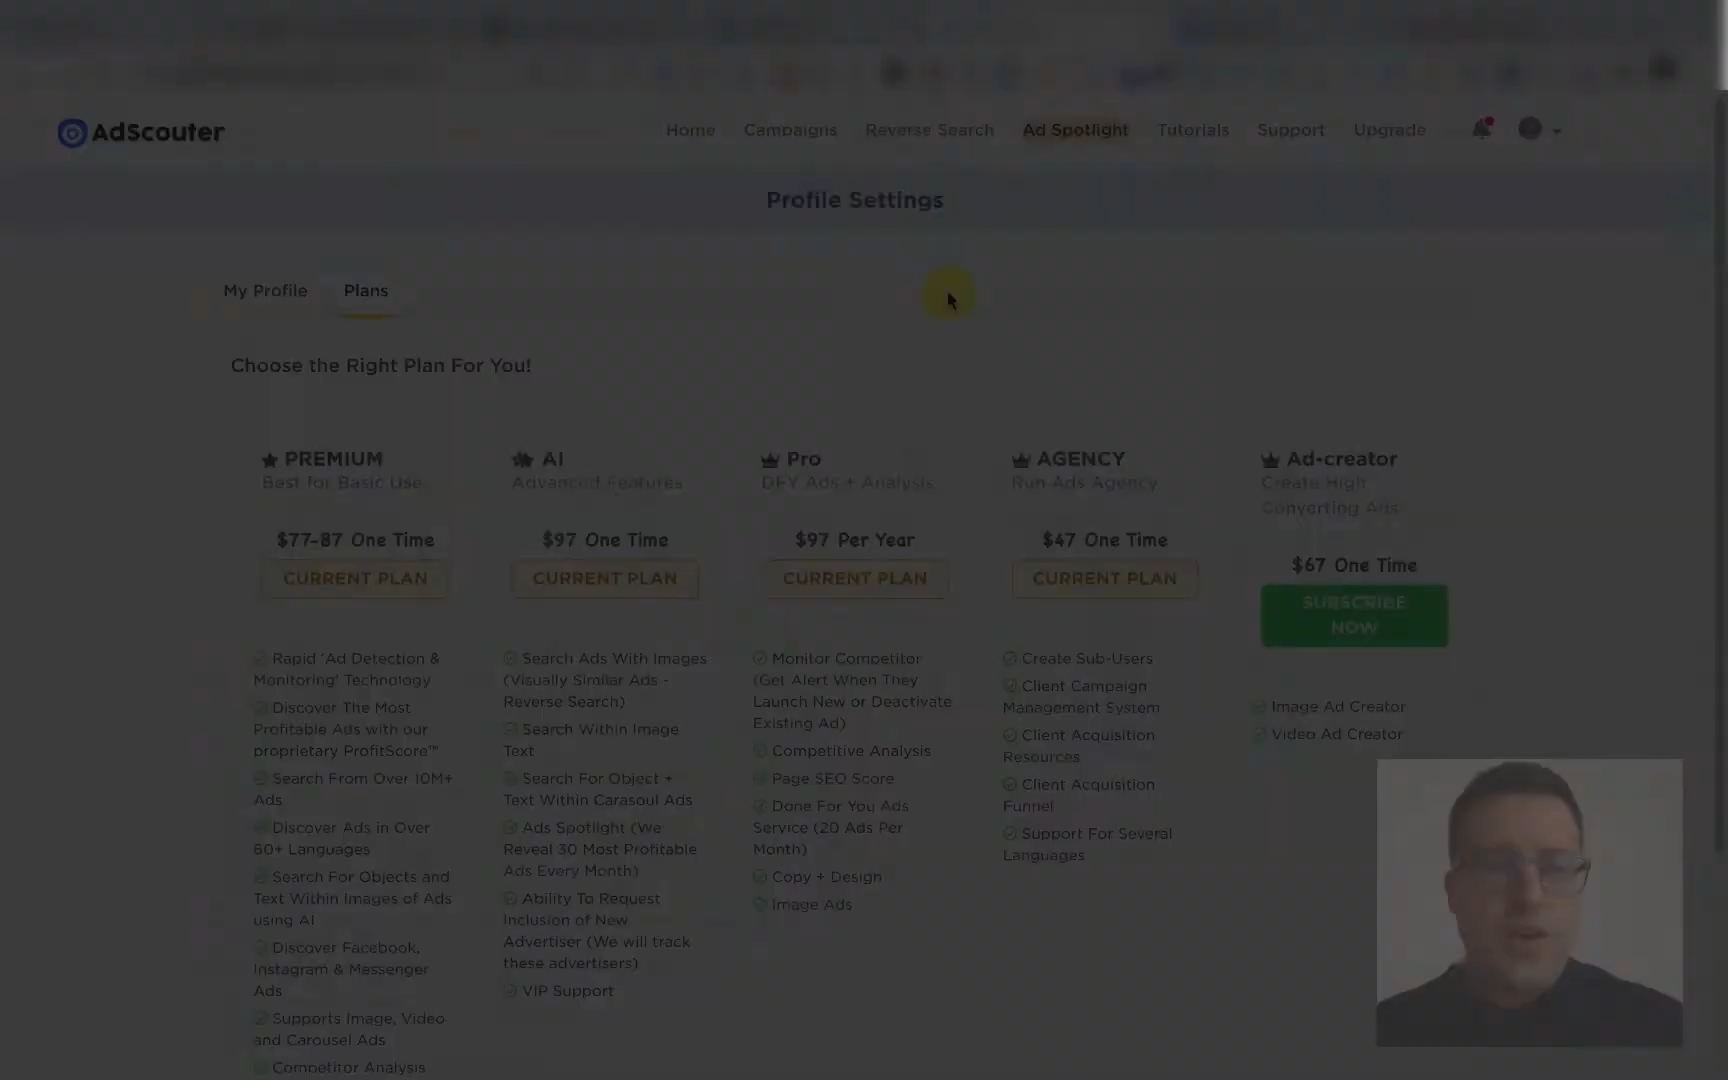 AdScouter
Home Campaigns Reverse Search Ad Spotlight Tutorials Support Upgrade
Profile Settings
My Profile Plans
Choose the Right Plan For You!
PREMIUM
Best for Basic Use
$77-87 One Time
CURRENT PLAN
Rapid 'Ad Detection &
Monitoring' Technology
Discover The Most
Profitable Ads with our
proprietary ProfitScore™
Search From Over 10M+
Ads
Discover Ads in Over
60+ Languages
Search For Objects and
Text Within Images of Ads
using AI
Discover Facebook,
Instagram & Messenger
Ads
Supports Image, Video
and Carousel Ads
Competitor Analysis
AI
Advanced Features
$97 One Time
CURRENT PLAN
Search Ads With Images
(Visually Similar Ads -
Reverse Search)
Search Within Image
Text
Search For Object +
Text Within Carasoul Ads
Ads Spotlight (We
Reveal 30 Most Profitable
Ads Every Month)
Ability To Request
Inclusion of New
Advertiser (We will track
these advertisers)
VIP Support
Pro
DFY Ads + Analysis
$97 Per Year
CURRENT PLAN
Monitor Competitor
(Get Alert When They
Launch New or Deactivate
Existing Ad)
Competitive Analysis
Page SEO Score
Done For You Ads
Service (20 Ads Per
Month)
Copy + Design
Image Ads
AGENCY
Run Ads Agency
$47 One Time
CURRENT PLAN
Create Sub-Users
Client Campaign
Management System
Client Acquisition
Resources
Client Acquisition
Funnel
Support For Several
Languages
Ad-creator
Create High
Converting Ads
$67 One Time
SUBSCRIBE
NOW
Image Ad Creator
Video Ad Creator